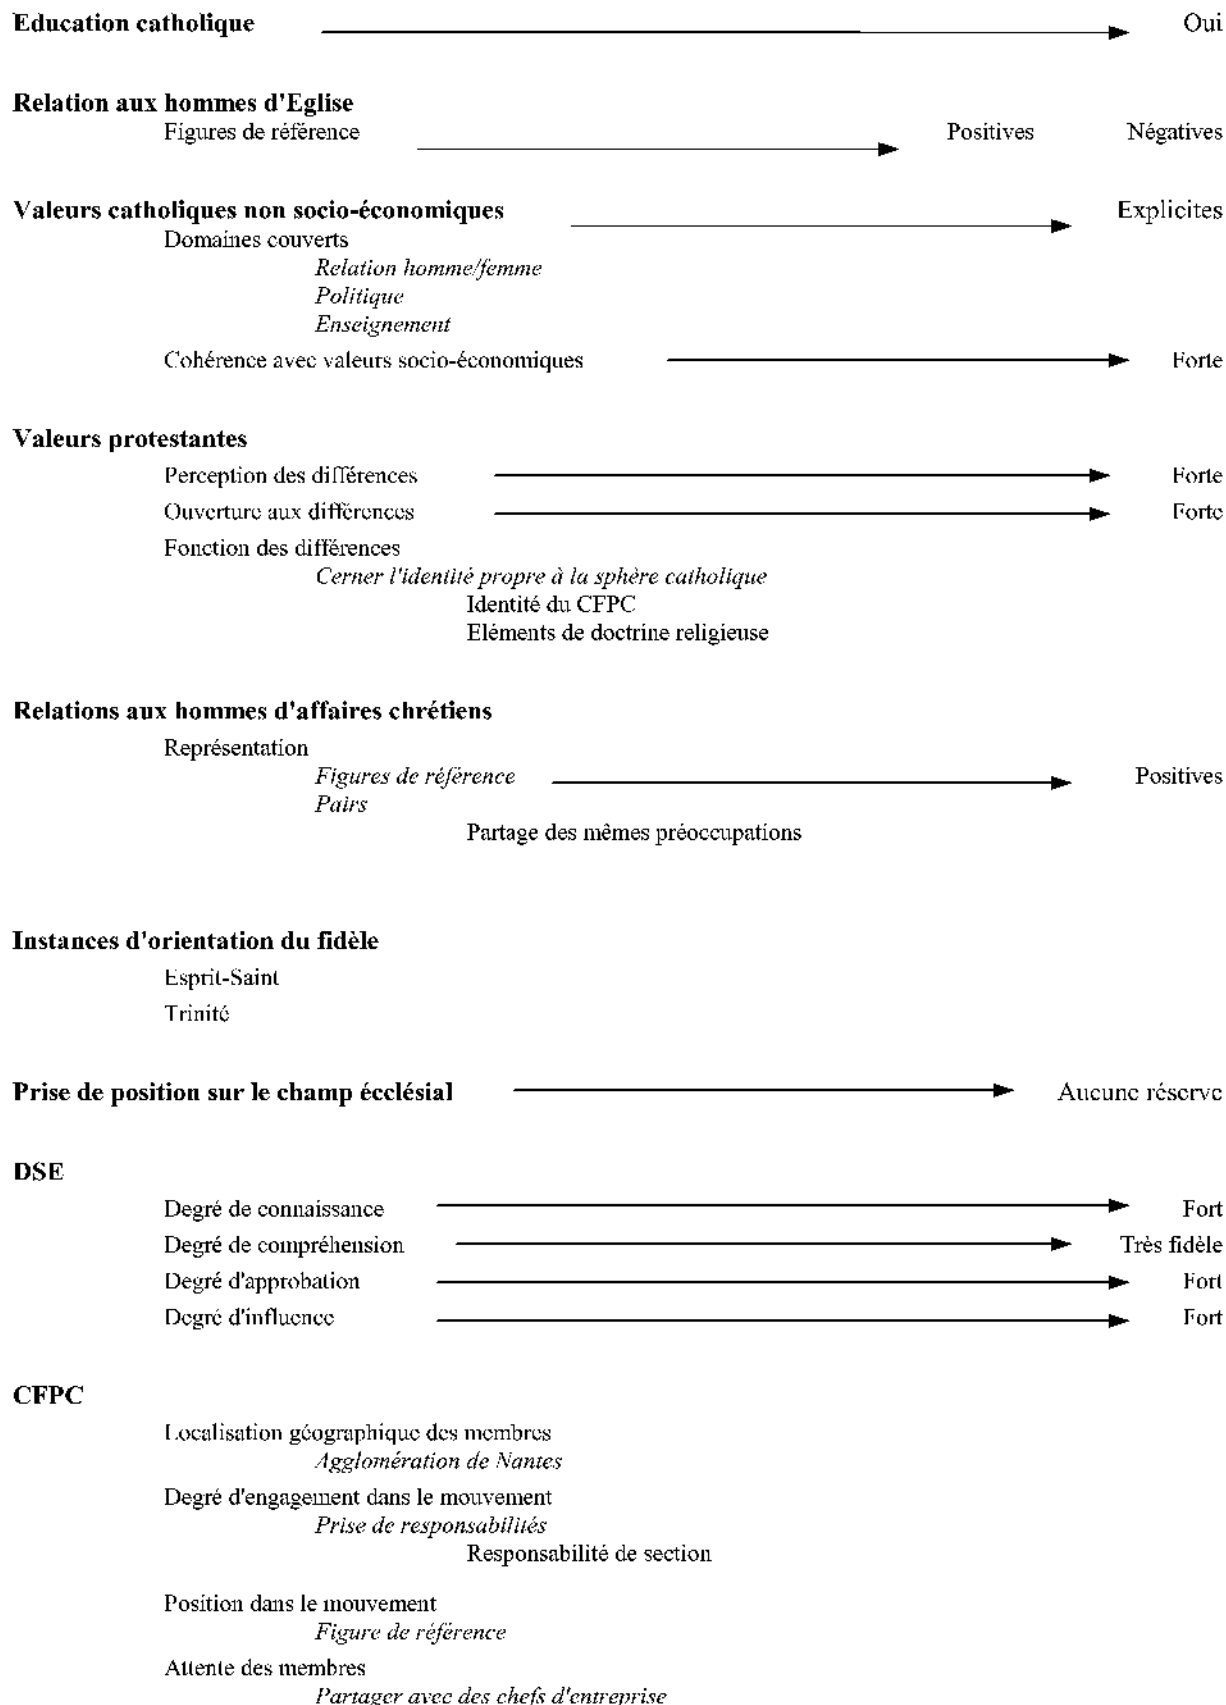 Education catholique Oui
Relation aux hommes d'Eglise
Figures de référence Positives Négatives
Valeurs catholiques non socio-économiques Explicites
Domaines couverts
Relation homme/femme
Politique
Enseignement
Cohérence avec valeurs socio-économiques Forte
Valeurs protestantes
Perception des différences Forte
Ouverture aux différences Forte
Fonction des différences
Cerner l'identité propre à la sphère catholique
Identité du CFPC
Eléments de doctrine religieuse
Relations aux hommes d'affaires chrétiens
Représentation
Figures de référence Positives
Pairs
Partage des mêmes préoccupations
Instances d'orientation du fidèle
Esprit-Saint
Trinité
Prise de position sur le champ écclésial Aucune réserve
DSE
Degré de connaissance Fort
Degré de compréhension Très fidèle
Degré d'approbation Fort
Degré d'influence Fort
CFPC
Localisation géographique des membres
Agglomération de Nantes
Degré d'engagement dans le mouvement
Prise de responsabilités
Responsabilité de section
Position dans le mouvement
Figure de référence
Attente des membres
Partager avec des chefs d'entreprise